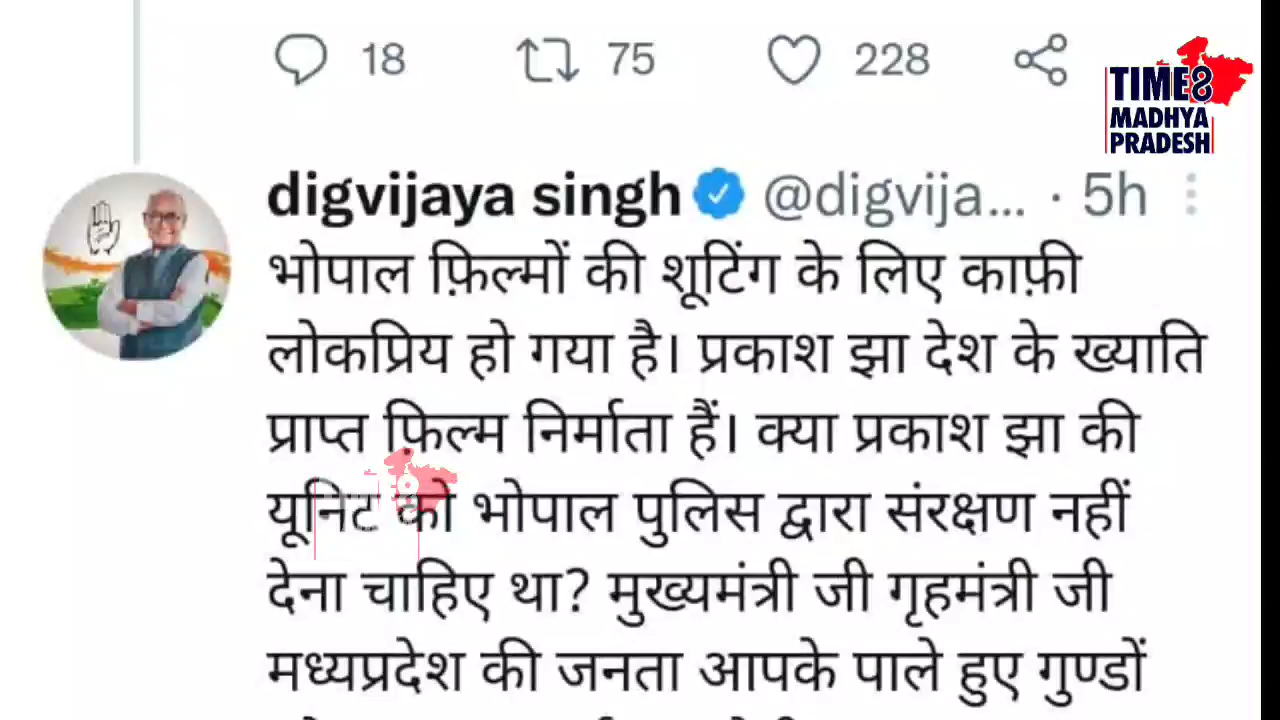 18 75 228
TIME8
MADHYA
PRADESH
digvijaya singh @digvija... · 5h
भोपाल फ़िल्मों की शूटिंग के लिए काफ़ी
लोकप्रिय हो गया है। प्रकाश झा देश के ख्याति
प्राप्त फ़िल्म निर्माता हैं। क्या प्रकाश झा की
यूनिट को भोपाल पुलिस द्वारा संरक्षण नहीं
देना चाहिए था? मुख्यमंत्री जी गृहमंत्री जी
मध्यप्रदेश की जनता आपके पाले हुए गुण्डों